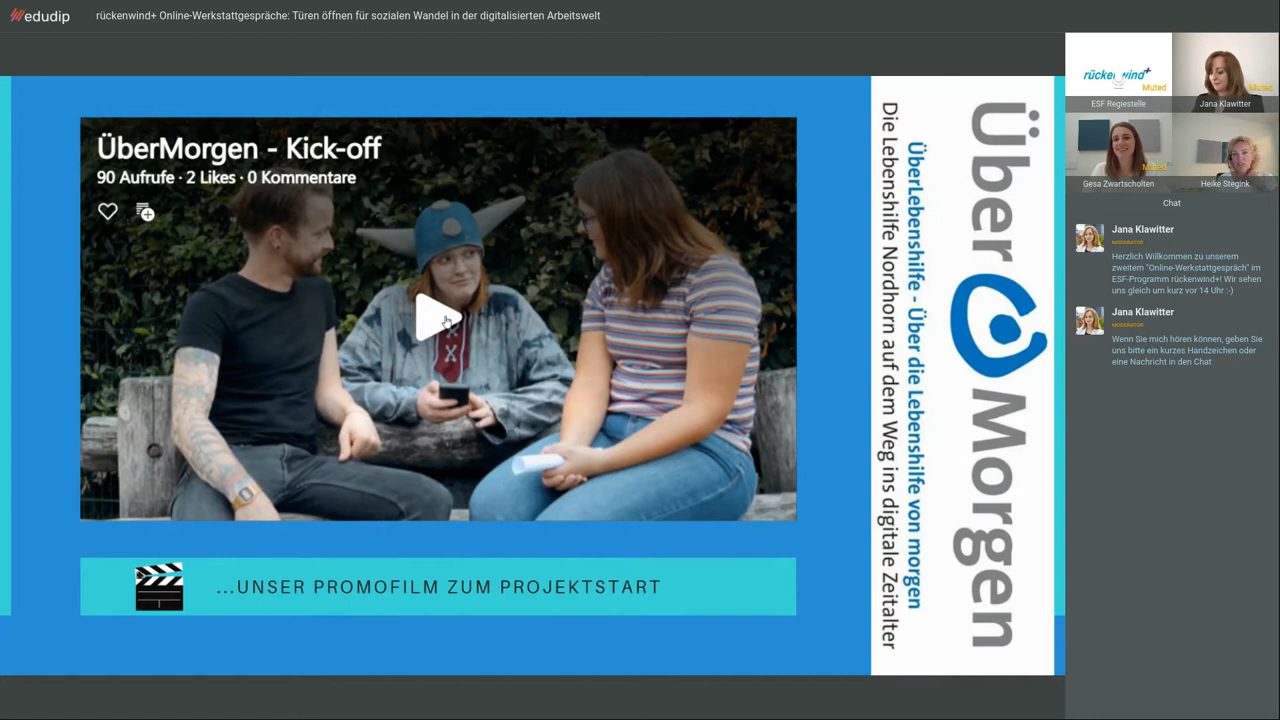 edudip
rückenwind+ Online-Werkstattgespräche: Türen öffnen für sozialen Wandel in der digitalisierten Arbeitswelt
ÜberMorgen - Kick-off
90 Aufrufe · 2 Likes · 0 Kommentare
...UNSER PROMOFILM ZUM PROJEKTSTART
Über Morgen
ÜberLebenshilfe - Über die Lebenshilfe von morgen
Die Lebenshilfe Nordhorn auf dem Weg ins digitale Zeitalter
rückenwind+
Muted
ESF Regiestelle
Muted
Jana Klawitter
Muted
Gesa Zwartscholten
Heike Stegink
Chat
Jana Klawitter
MODERATOR
Herzlich Willkommen zu unserem
zweitem "Online-Werkstattgespräch" im
ESF-Programm rückenwind+! Wir sehen
uns gleich um kurz vor 14 Uhr :-)
Jana Klawitter
MODERATOR
Wenn Sie mich hören können, geben Sie
uns bitte ein kurzes Handzeichen oder
eine Nachricht in den Chat